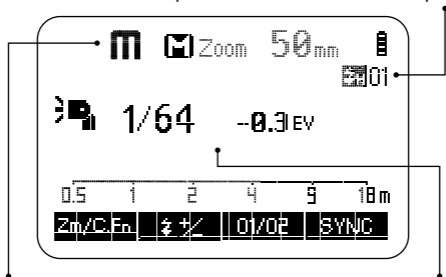 m M Zoom 50mm
01
1/64 --0.3 EV
0.5 1 2 4 9 18m
Zm/C.Fn +/- 01/02 SYNC